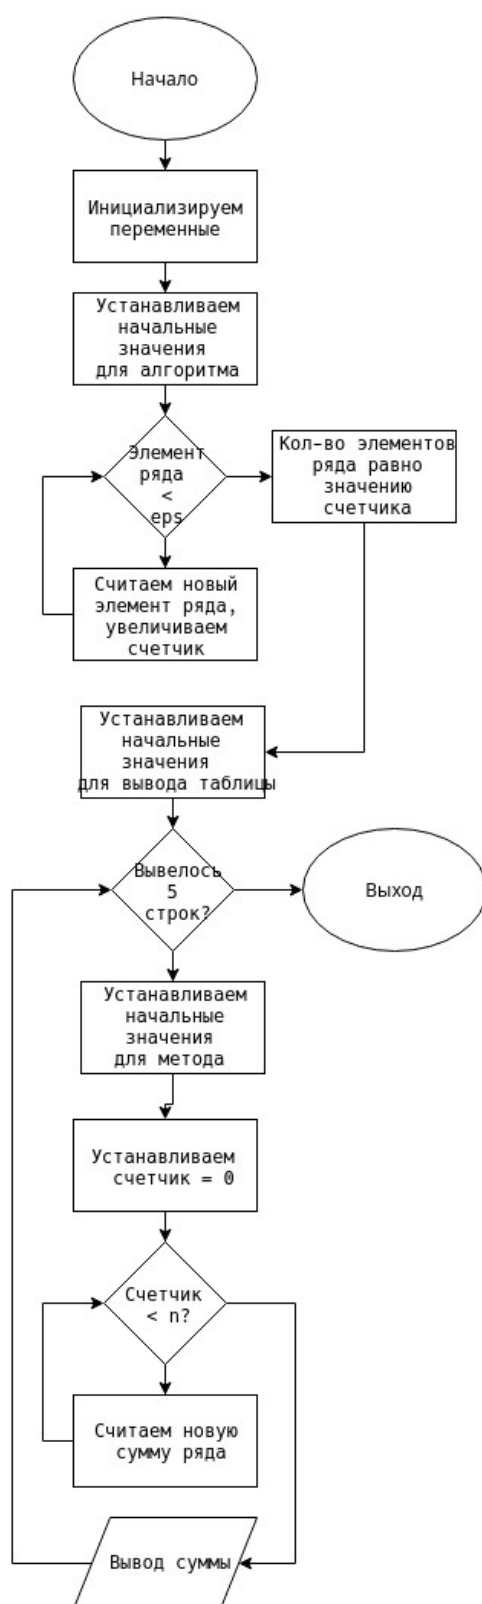 Начало
Инициализируем
переменные
Устанавливаем
начальные
значения
для алгоритма
Элемент
ряда
<
eps
Кол-во элементов
ряда равно
значению
счетчика
Считаем новый
элемент ряда,
увеличиваем
счетчик
Устанавливаем
начальные
значения
для вывода таблицы
Вывелось
5
строк?
Выход
Устанавливаем
начальные
значения
для метода
Устанавливаем
счетчик = 0
Счетчик
< n?
Считаем новую
сумму ряда
Вывод суммы